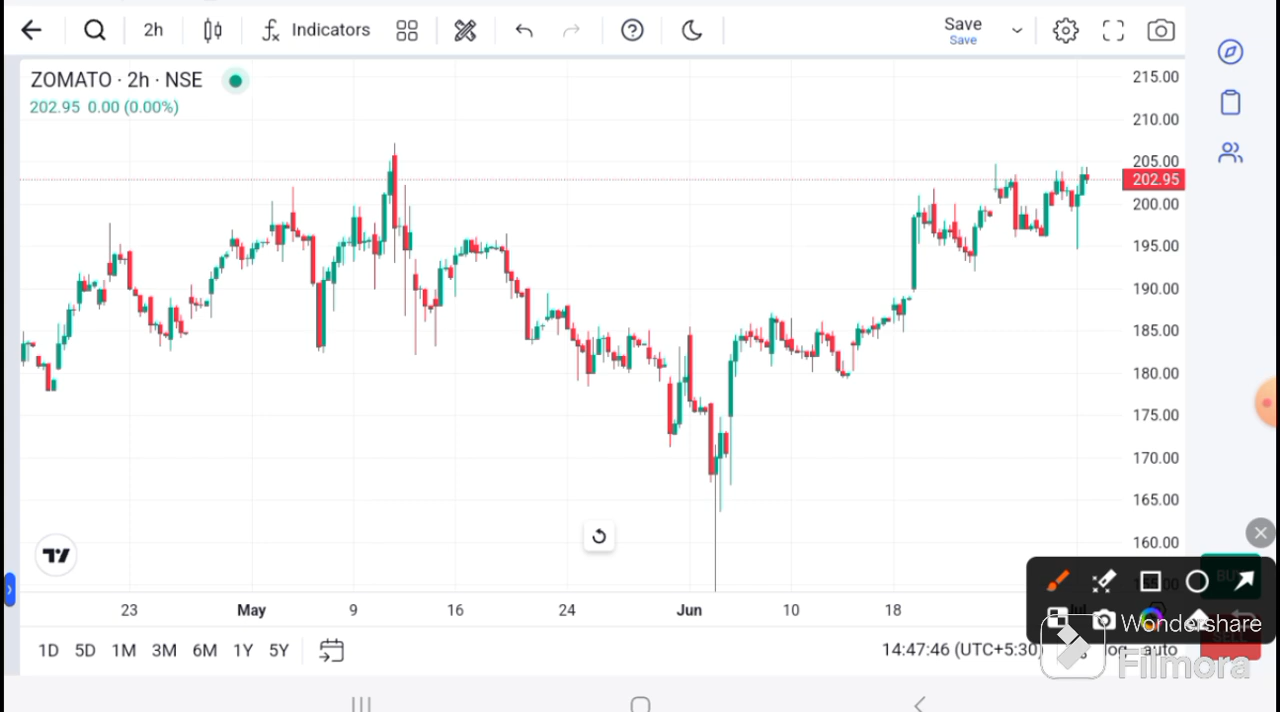 2h Indicators Save
Save
ZOMATO · 2h · NSE
202.95 0.00 (0.00%)
215.00
210.00
205.00
202.95
200.00
195.00
190.00
185.00
180.00
175.00
170.00
165.00
160.00
23 May 9 16 24 Jun 10 18
1D 5D 1M 3M 6M 1Y 5Y 14:47:46 (UTC+5:30) auto
Wondershare
Filmora